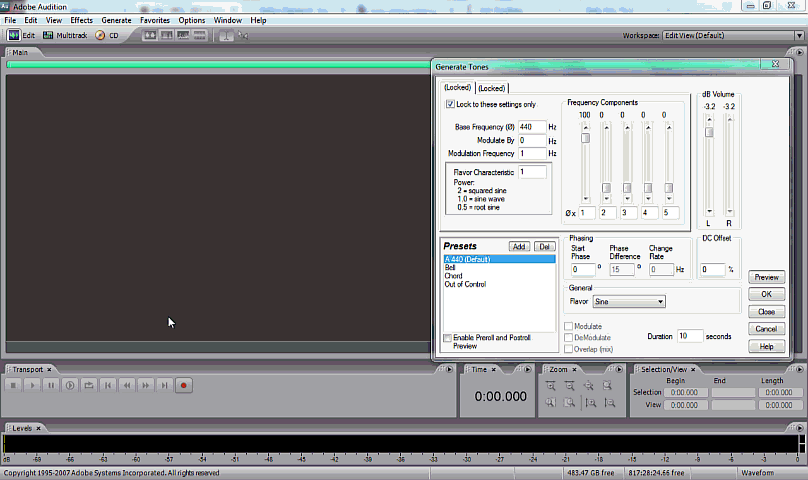 Adobe Audition
File Edit View Effects Generate Favorites Options Window Help
Edit Multitrack CD Workspace: Edit View (Default)
Main
Generate Tones
(Locked) (Locked)
Lock to these settings only
Base Frequency (Ø) 440 Hz
Modulate By 0 Hz
Modulation Frequency 1 Hz
Flavor Characteristic 1
Power:
2 = squared sine
1.0 = sine wave
0.5 = root sine
Frequency Components
100 0 0 0 0
Ø x 1 2 3 4 5
dB Volume
-3.2 -3.2
L R
Presets Add Del
A 440 (Default)
Bell
Chord
Out of Control
Enable Preroll and Postroll
Preview
Phasing
Start Phase Phase Difference Change Rate
0 ° 15 ° 0 Hz
DC Offset
0 %
General
Flavor Sine
Modulate
DeModulate
Overlap (mix)
Duration 10 seconds
Preview
OK
Close
Cancel
Help
Transport Time Zoom Selection/View
0:00.000
Begin End Length
Selection 0:00.000 0:00.000
View 0:00.000 0:00.000
Levels
dB -69 -66 -63 -60 -57 -54 -51 -48 -45 -42 -39 -36 -33 -30 -27 -24 -21 -18 -15 -12 -9 -6 -3 0
Copyright 1995-2007 Adobe Systems Incorporated. All rights reserved 483.47 GB free 817:28:24.66 free Waveform